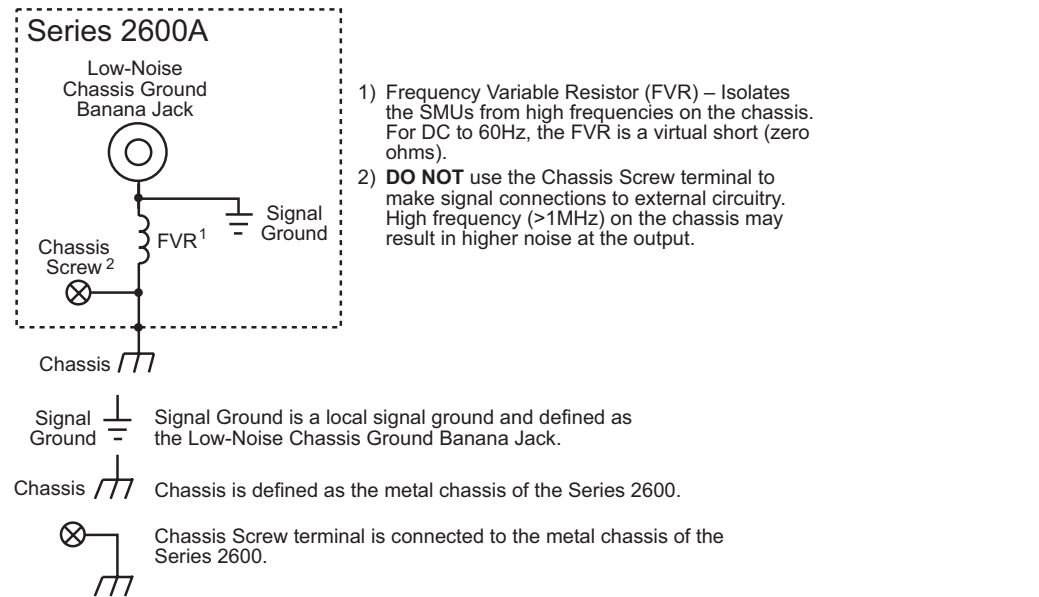 Series 2600A
Low-Noise
Chassis Ground
Banana Jack
Signal
Ground
FVR1
Chassis
Screw 2
Chassis
1) Frequency Variable Resistor (FVR) – Isolates
the SMUs from high frequencies on the chassis.
For DC to 60Hz, the FVR is a virtual short (zero
ohms).
2) DO NOT use the Chassis Screw terminal to
make signal connections to external circuitry.
High frequency (>1MHz) on the chassis may
result in higher noise at the output.
Signal
Ground
Signal Ground is a local signal ground and defined as
the Low-Noise Chassis Ground Banana Jack.
Chassis
Chassis is defined as the metal chassis of the Series 2600.
Chassis Screw terminal is connected to the metal chassis of the
Series 2600.